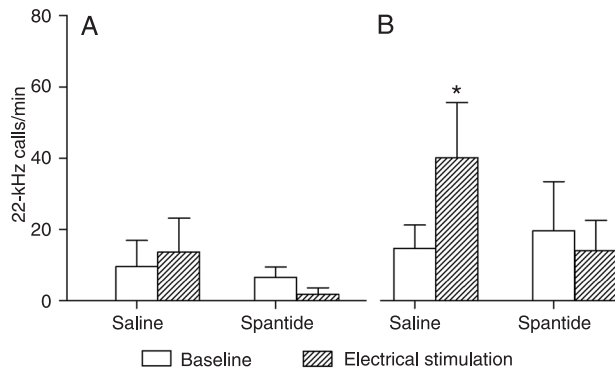 A
B
80
60
40
20
0
22-kHz calls/min
*
Saline
Spantide
Saline
Spantide
Baseline
Electrical stimulation